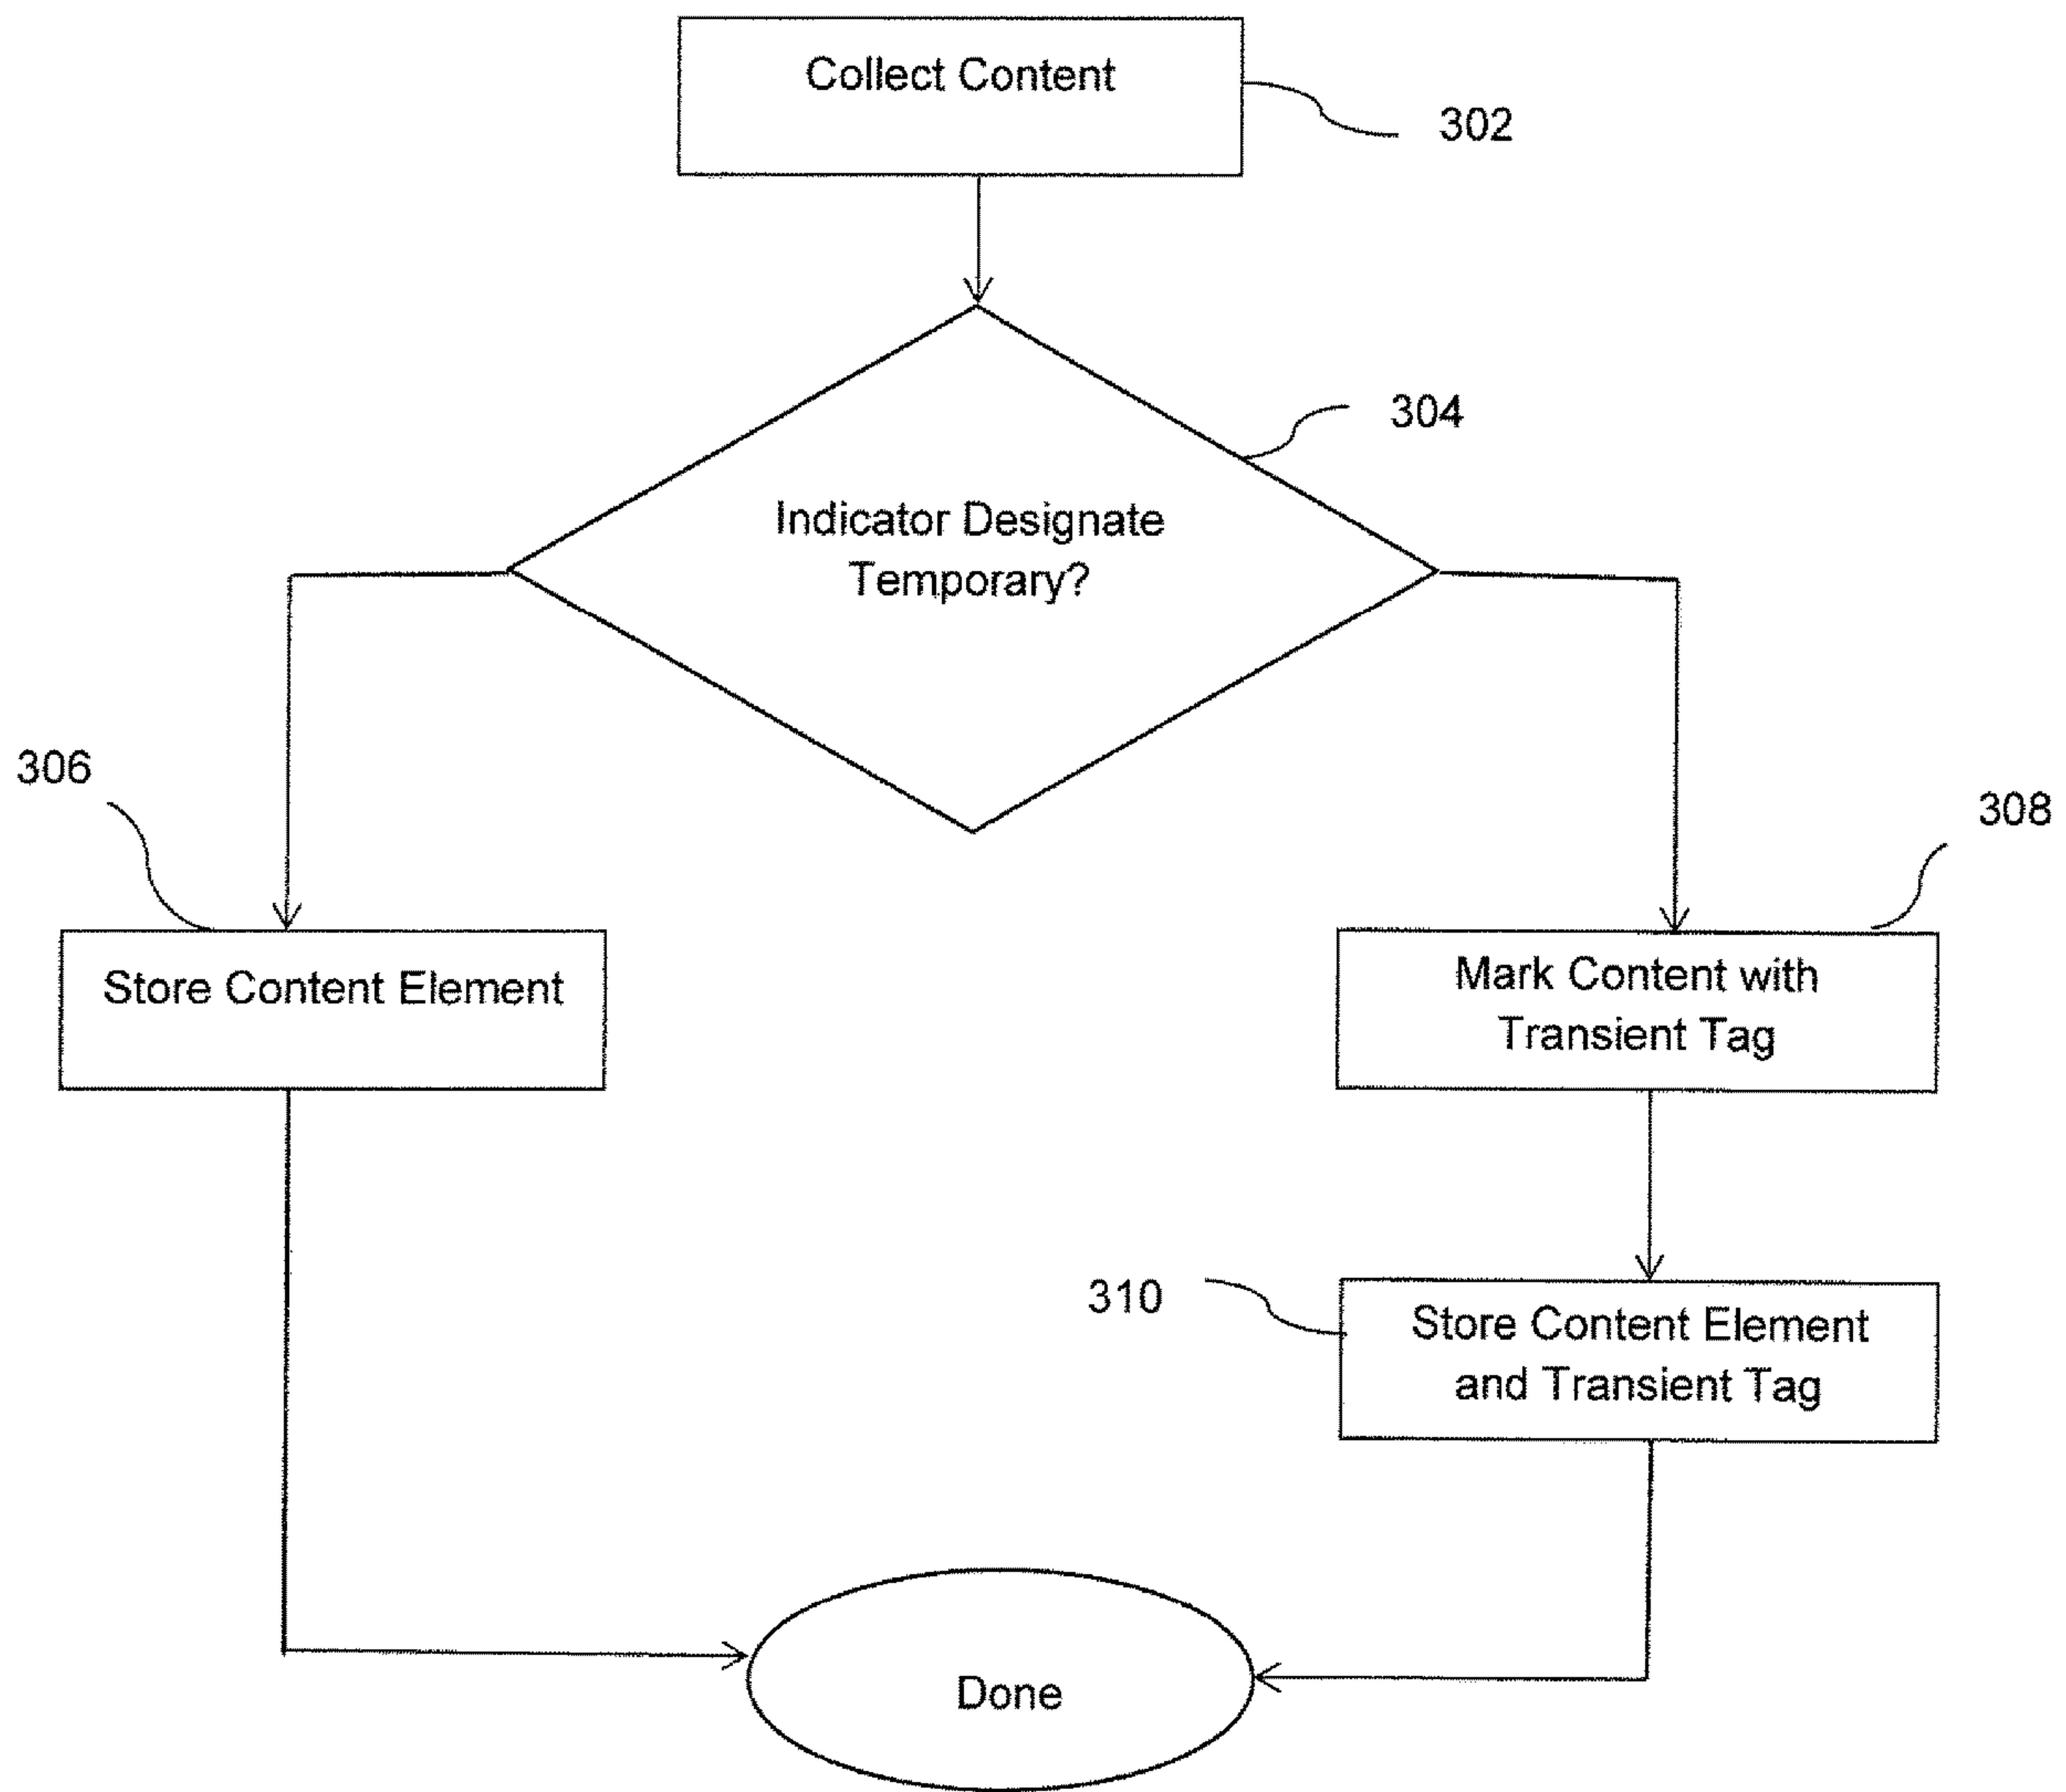 Collect Content
302
304
Indicator Designate
Temporary?
306
308
Store Content Element
Mark Content with
Transient Tag
310
Store Content Element
and Transient Tag
Done